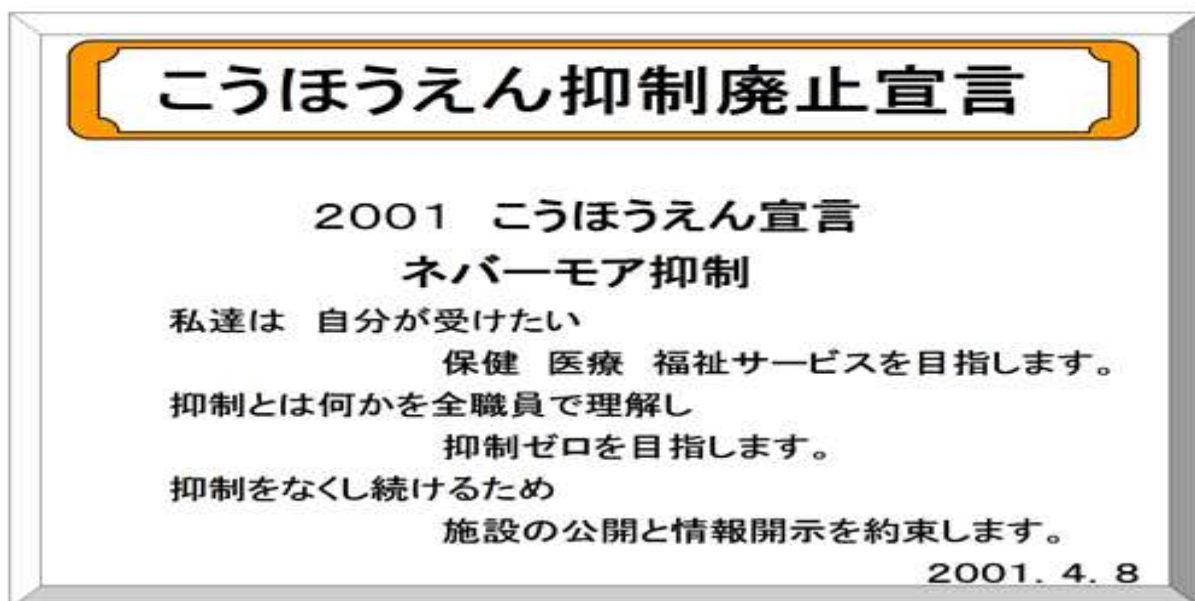 こうほうえん抑制廃止宣言
2001　こうほうえん宣言
ネバーモア抑制
私達は　自分が受けたい
保健　医療　福祉サービスを目指します。
抑制とは何かを全職員で理解し
抑制ゼロを目指します。
抑制をなくし続けるため
施設の公開と情報開示を約束します。
2001. 4. 8